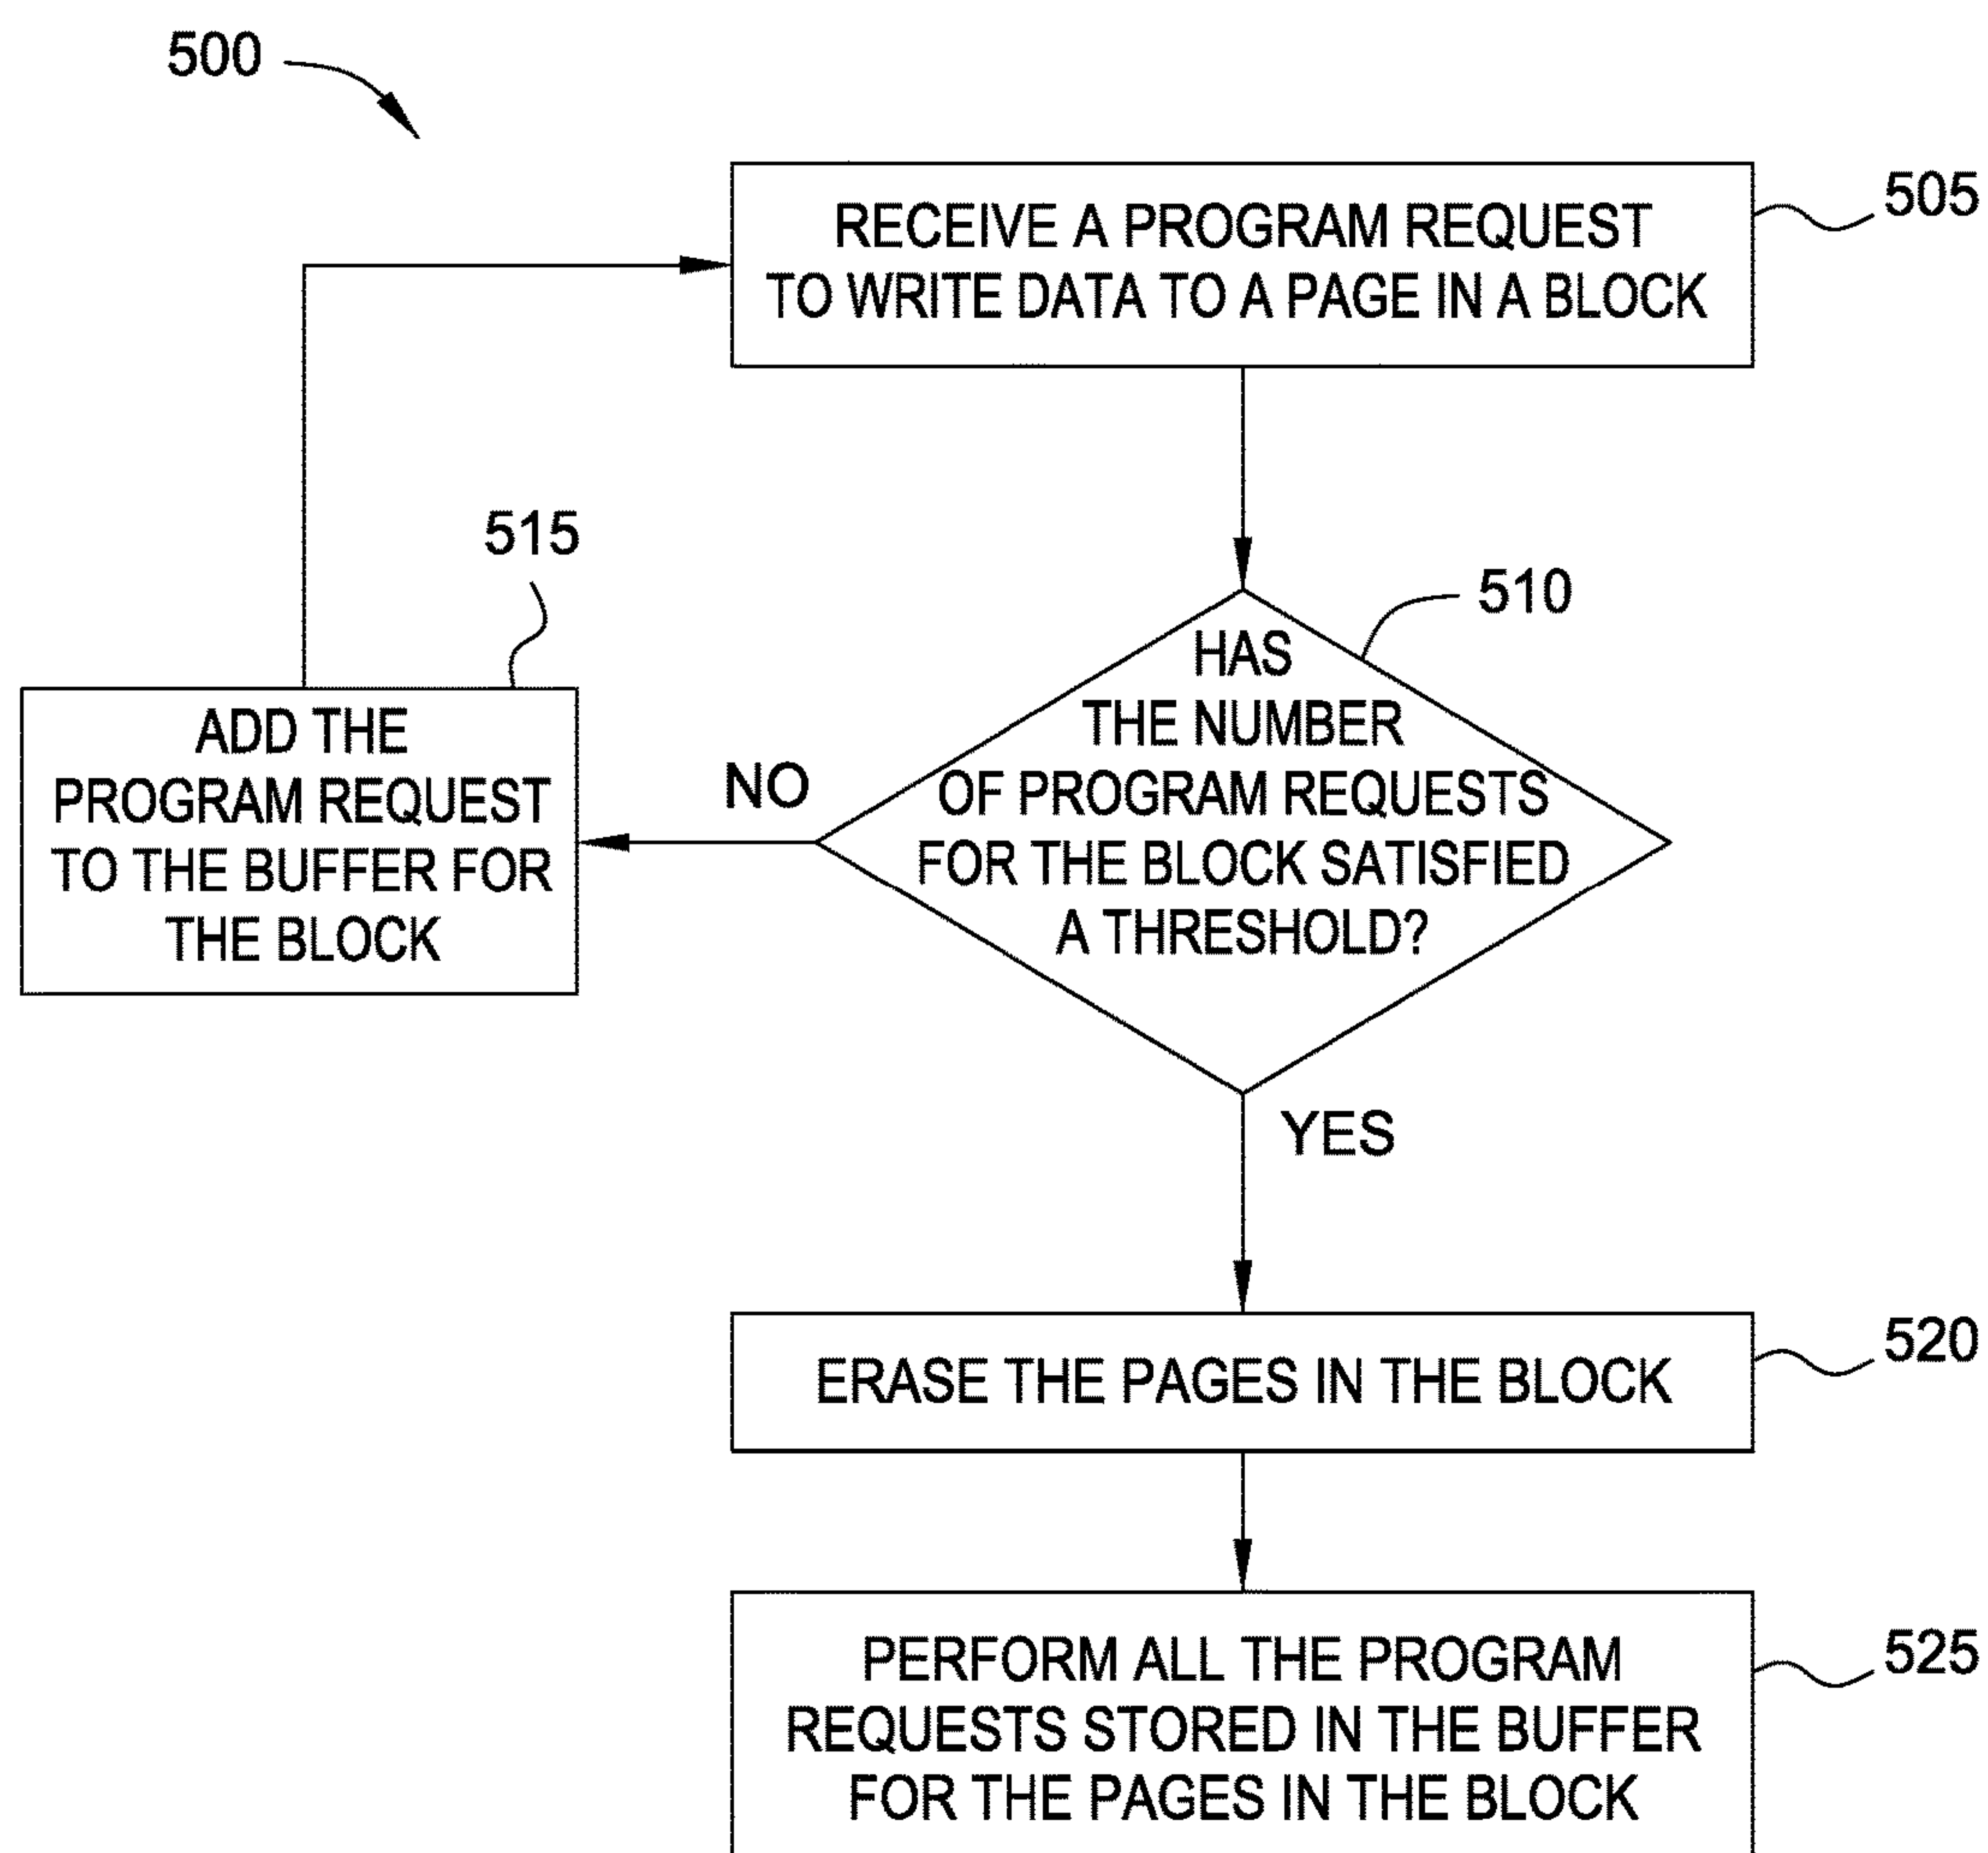 500
RECEIVE A PROGRAM REQUEST
TO WRITE DATA TO A PAGE IN A BLOCK
505
510
HAS
THE NUMBER
OF PROGRAM REQUESTS
FOR THE BLOCK SATISFIED
A THRESHOLD?
NO
515
ADD THE
PROGRAM REQUEST
TO THE BUFFER FOR
THE BLOCK
YES
ERASE THE PAGES IN THE BLOCK
520
PERFORM ALL THE PROGRAM
REQUESTS STORED IN THE BUFFER
FOR THE PAGES IN THE BLOCK
525